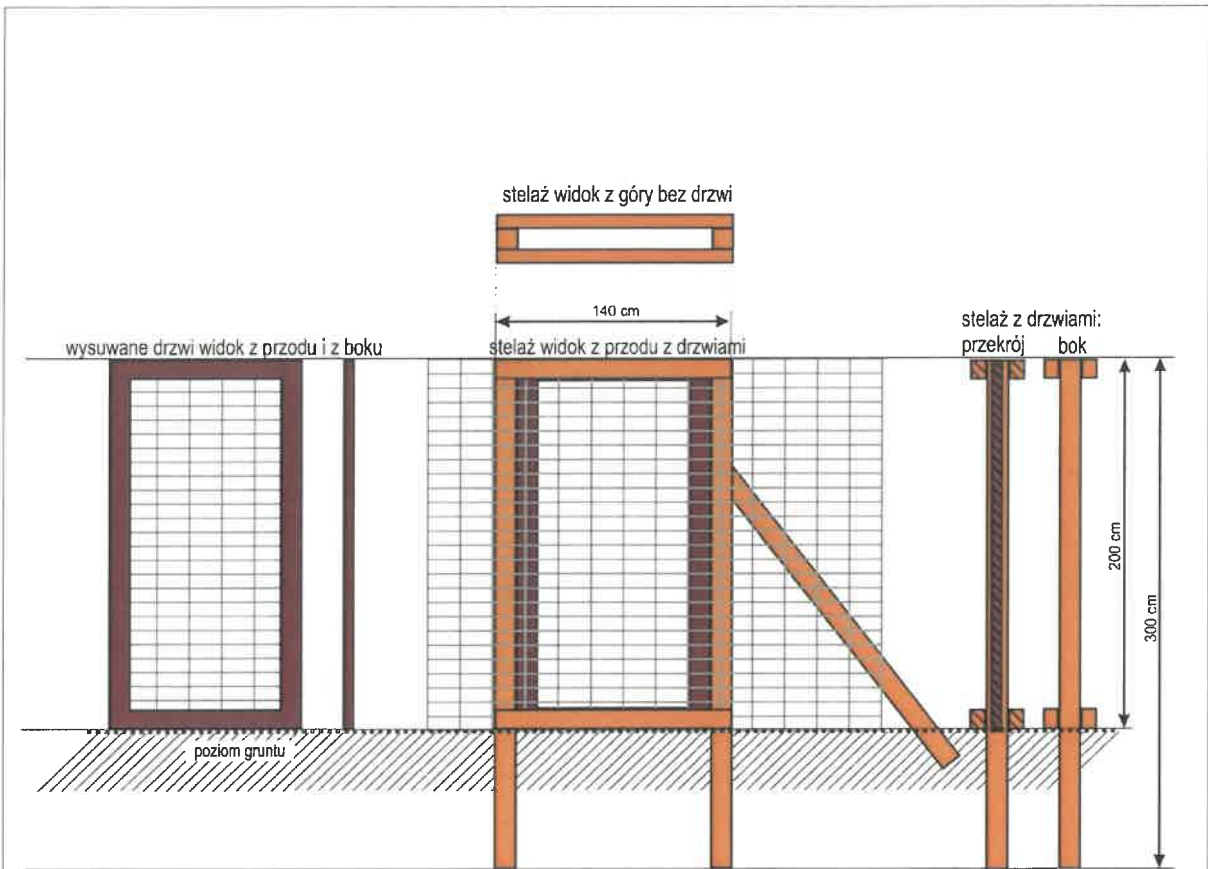 stelaż widok z góry bez drzwi
140 cm
wysuwane drzwi widok z przodu i z boku
stelaż widok z przodu z drzwiami
stelaż z drzwiami:
przekrój
bok
200 cm
300 cm
poziom gruntu